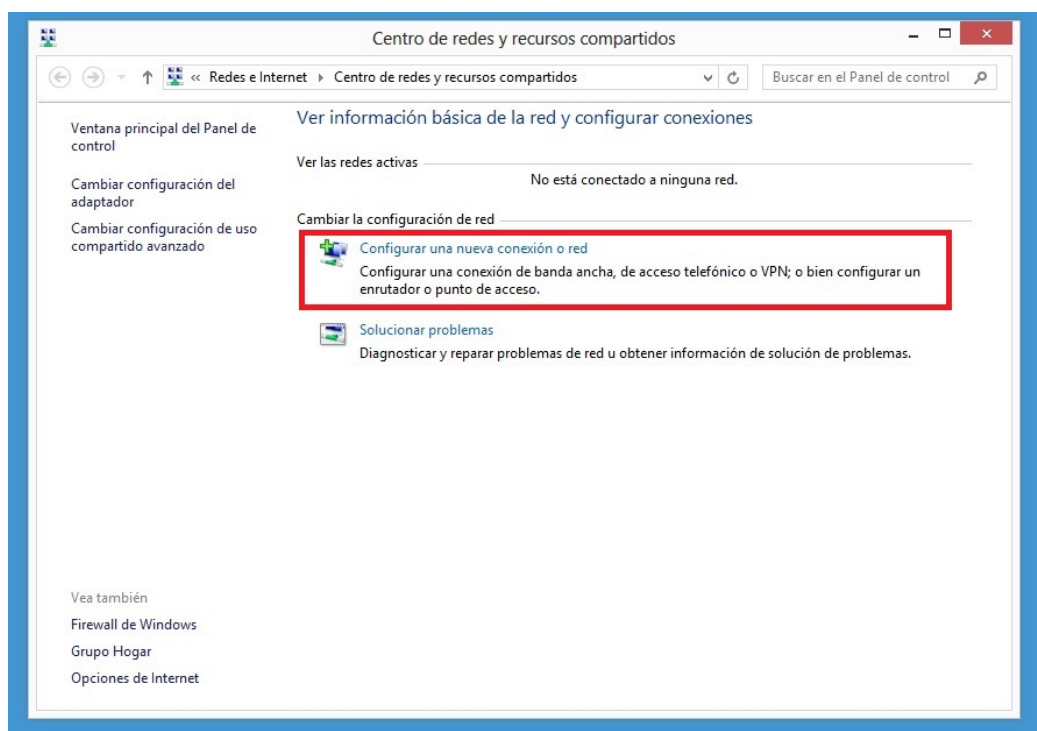 Centro de redes y recursos compartidos
« Redes e Internet ▸ Centro de redes y recursos compartidos
Buscar en el Panel de control
Ventana principal del Panel de
control
Cambiar configuración del
adaptador
Cambiar configuración de uso
compartido avanzado
Ver información básica de la red y configurar conexiones
Ver las redes activas
No está conectado a ninguna red.
Cambiar la configuración de red
Configurar una nueva conexión o red
Configurar una conexión de banda ancha, de acceso telefónico o VPN; o bien configurar un
enrutador o punto de acceso.
Solucionar problemas
Diagnosticar y reparar problemas de red u obtener información de solución de problemas.
Vea también
Firewall de Windows
Grupo Hogar
Opciones de Internet